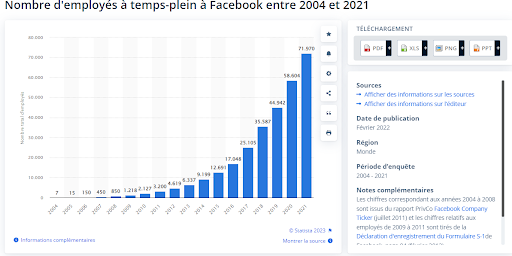 Nombre d'employés à temps-plein à Facebook entre 2004 et 2021
80.000
70.000
60.000
50.000
40.000
30.000
20.000
10.000
0
Nombre total d'employés
7
15
150
450
850
1.218
2.127
3.200
4.619
6.337
9.199
12.691
17.048
25.105
35.587
44.942
58.604
71.970
2004
2005
2006
2007
2008
2009
2010
2011
2012
2013
2014
2015
2016
2017
2018
2019
2020
2021
© Statista 2023
Informations complémentaires
Montrer la source
TÉLÉCHARGEMENT
PDF
XLS
PNG
PPT
Sources
→ Afficher des informations sur les sources
→ Afficher des informations sur l'éditeur
Date de publication
Février 2022
Région
Monde
Période d'enquête
2004 - 2021
Notes complémentaires
Les chiffres correspondant aux années 2004 à 2008
sont issus du rapport PrivCo Facebook Company
Ticker (juillet 2011) et les chiffres relatifs aux
employés de 2009 à 2011 sont tirés de la
Déclaration d'enregistrement du Formulaire S-1 de